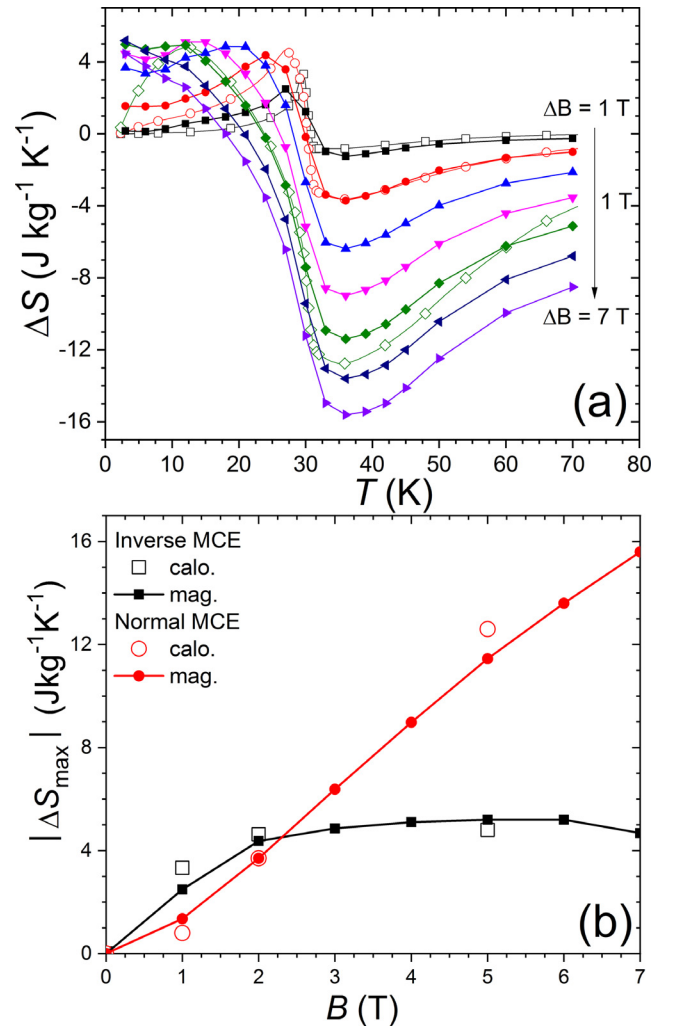 4
0
-4
-8
-12
-16
ΔS (J kg⁻¹ K⁻¹)
ΔB = 1 T
1 T
ΔB = 7 T
(a)
0 10 20 30 40 50 60 70 80
T (K)
16
12
8
4
0
|ΔSmax| (Jkg⁻¹K⁻¹)
Inverse MCE
calo.
mag.
Normal MCE
calo.
mag.
(b)
0 1 2 3 4 5 6 7
B (T)